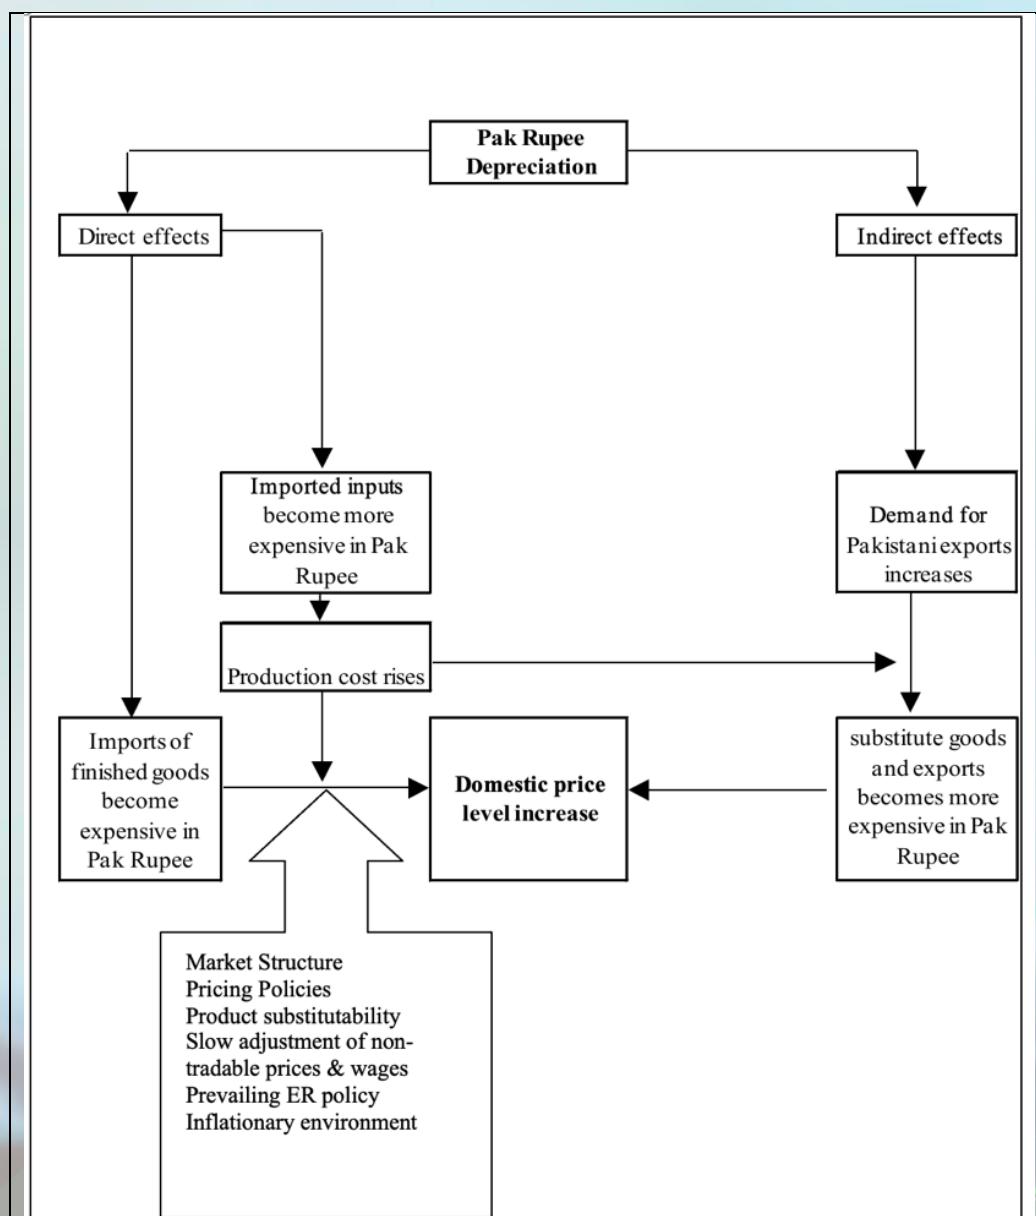 Pak Rupee
Depreciation
Direct effects
Indirect effects
Imported inputs
become more
expensive in Pak
Rupee
Demand for
Pakistani exports
increases
Production cost rises
Imports of
finished goods
become
expensive in
Pak Rupee
Domestic price
level increase
substitute goods
and exports
becomes more
expensive in Pak
Rupee
Market Structure
Pricing Policies
Product substitutability
Slow adjustment of non-
tradable prices & wages
Prevailing ER policy
Inflationary environment